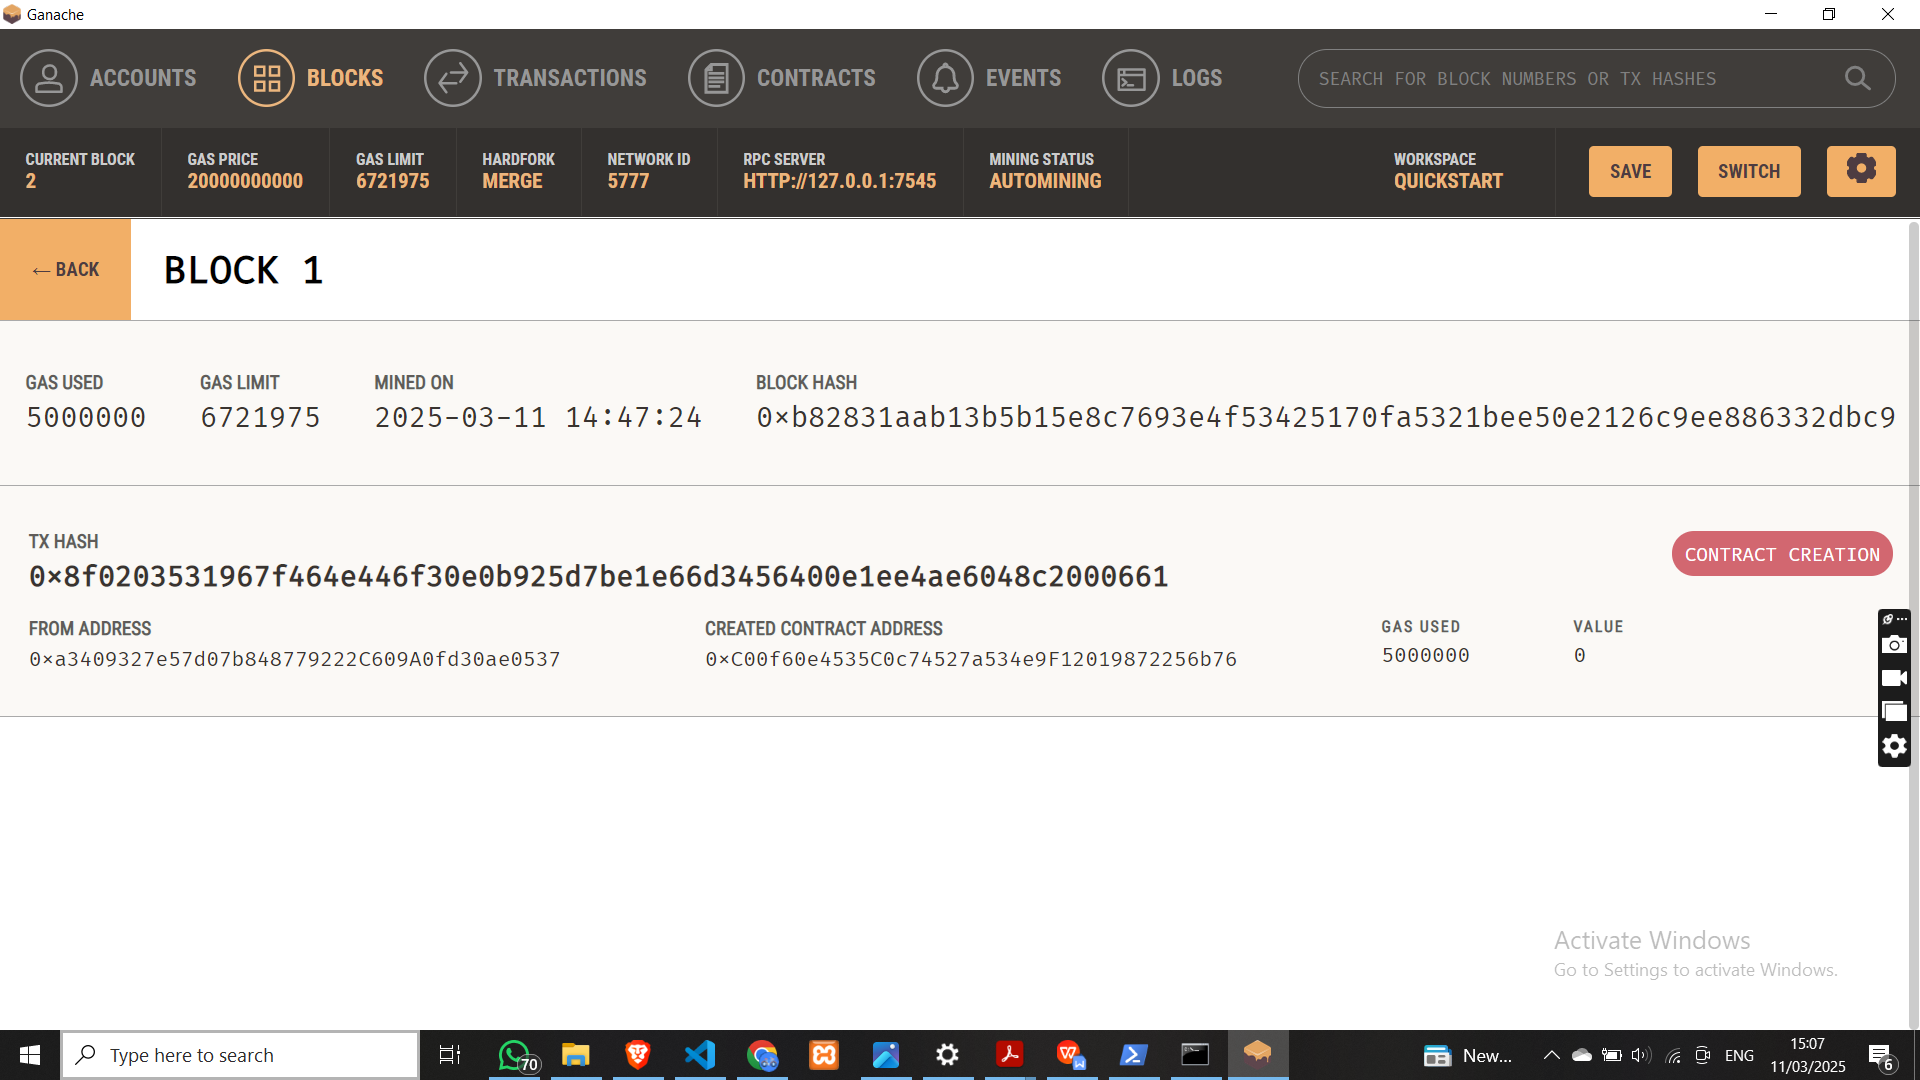 Ganache
ACCOUNTS
BLOCKS
TRANSACTIONS
CONTRACTS
EVENTS
LOGS
SEARCH FOR BLOCK NUMBERS OR TX HASHES
CURRENT BLOCK
2
GAS PRICE
20000000000
GAS LIMIT
6721975
HARDFORK
MERGE
NETWORK ID
5777
RPC SERVER
HTTP://127.0.0.1:7545
MINING STATUS
AUTOMINING
WORKSPACE
QUICKSTART
SAVE
SWITCH
← BACK
BLOCK 1
GAS USED
5000000
GAS LIMIT
6721975
MINED ON
2025-03-11 14:47:24
BLOCK HASH
0×b82831aab13b5b15e8c7693e4f53425170fa5321bee50e2126c9ee886332dbc9
TX HASH
0×8f0203531967f464e446f30e0b925d7be1e66d3456400e1ee4ae6048c2000661
CONTRACT CREATION
FROM ADDRESS
0×a3409327e57d07b848779222C609A0fd30ae0537
CREATED CONTRACT ADDRESS
0×C00f60e4535C0c74527a534e9F12019872256b76
GAS USED
5000000
VALUE
0
Activate Windows
Go to Settings to activate Windows.
Type here to search
70
New...
ENG
15:07
11/03/2025
6